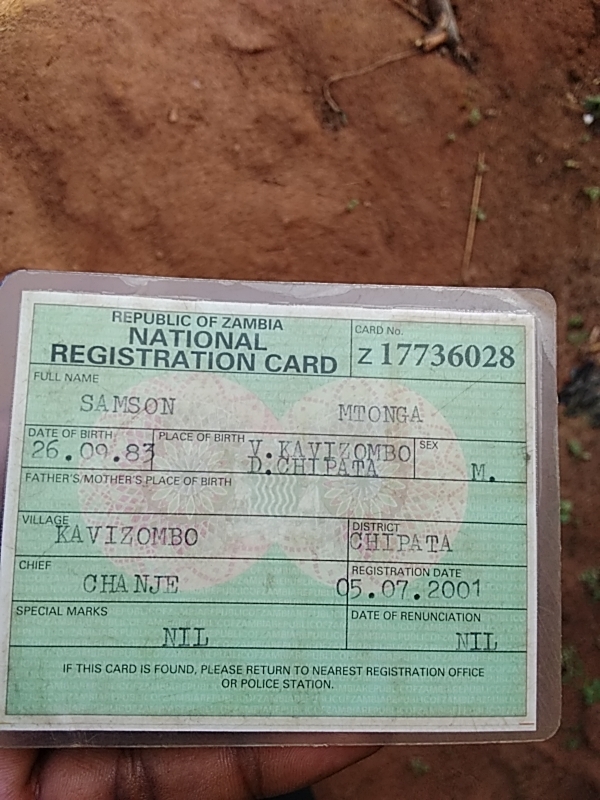 REPUBLIC OF ZAMBIA
NATIONAL
REGISTRATION CARD
CARD No.
Z 17736028
FULL NAME
SAMSON MTONGA
DATE OF BIRTH
26.09.83
PLACE OF BIRTH
V.KAVIZOMBO
D.CHIPATA
SEX
M.
FATHER'S/MOTHER'S PLACE OF BIRTH
VILLAGE
KAVIZOMBO
DISTRICT
CHIPATA
CHIEF
CHANJE
REGISTRATION DATE
05.07.2001
SPECIAL MARKS
NIL
DATE OF RENUNCIATION
NIL
IF THIS CARD IS FOUND, PLEASE RETURN TO NEAREST REGISTRATION OFFICE
OR POLICE STATION.